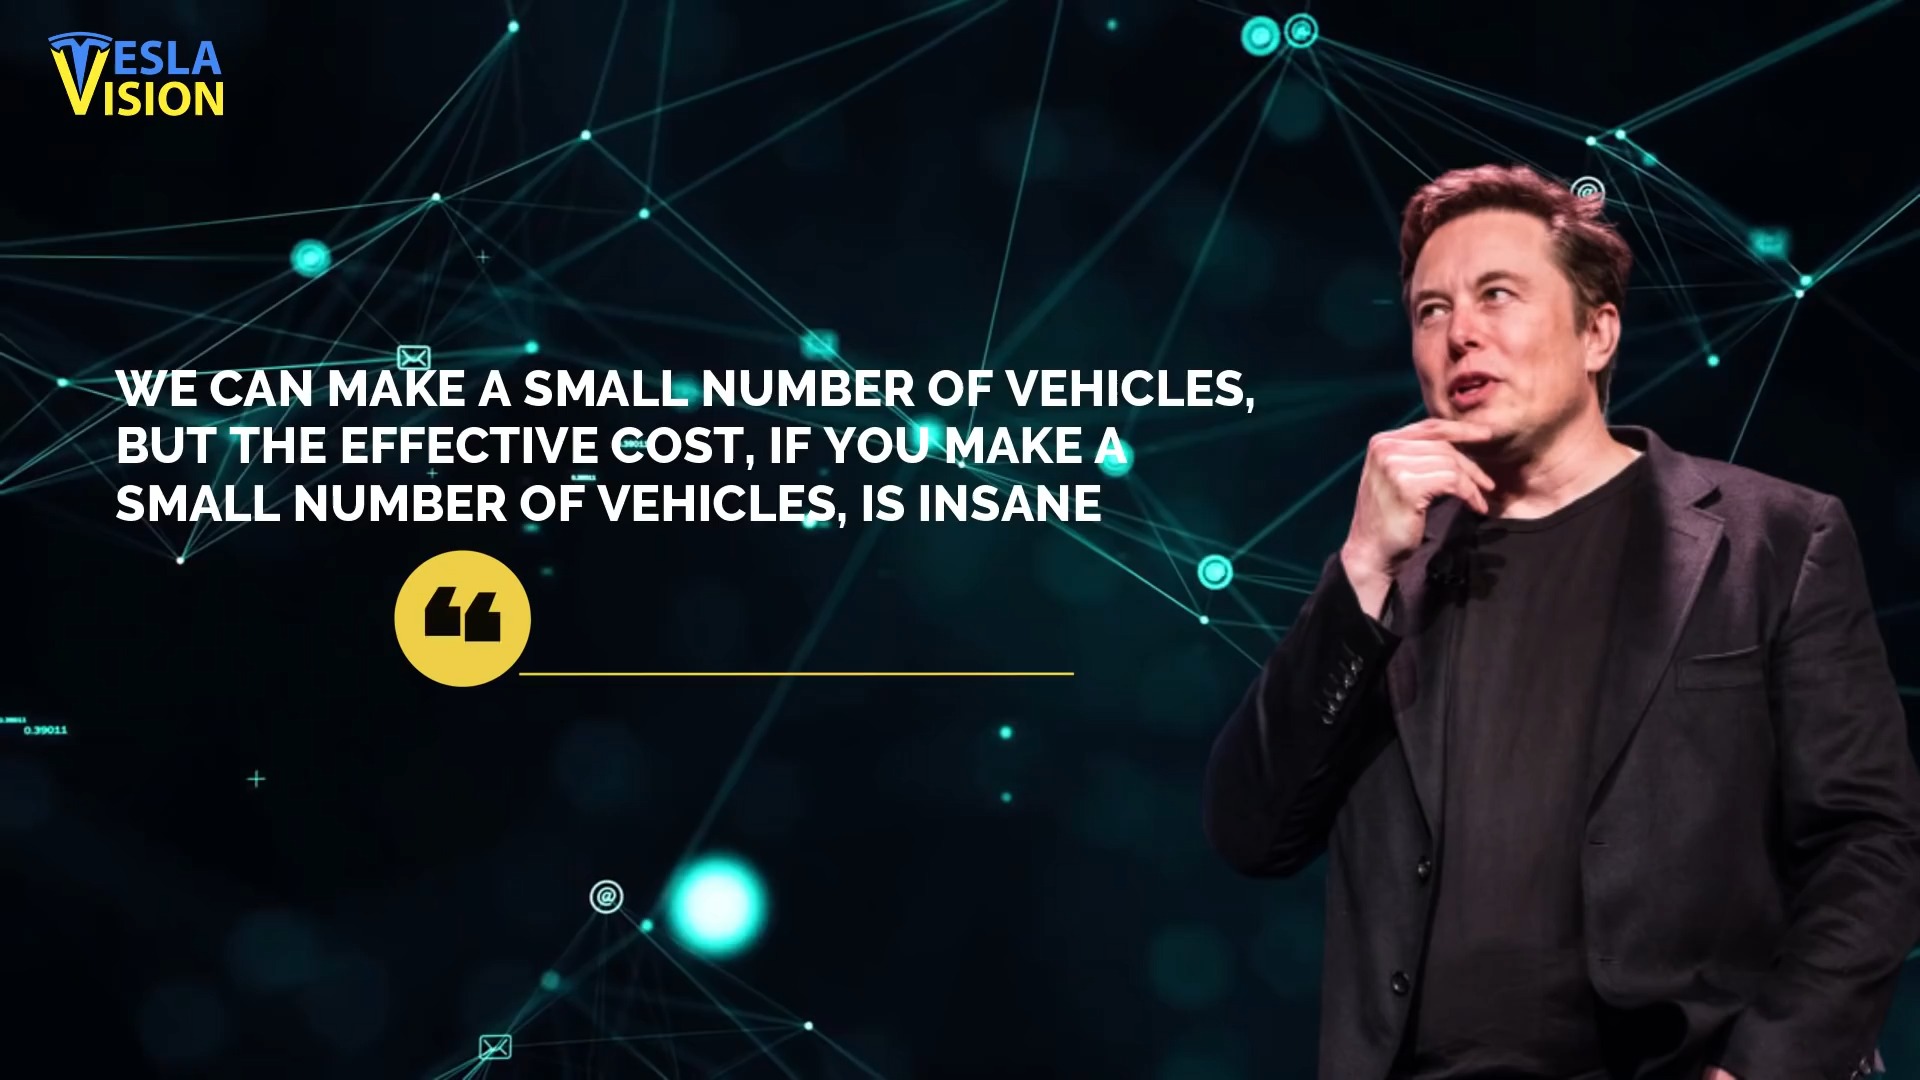 TESLA
VISION
WE CAN MAKE A SMALL NUMBER OF VEHICLES,
BUT THE EFFECTIVE COST, IF YOU MAKE A
SMALL NUMBER OF VEHICLES, IS INSANE
❝
0.39011
@
@
@